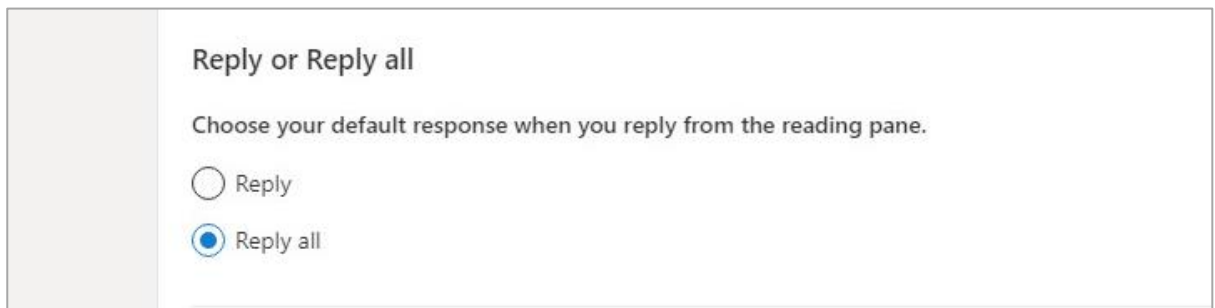 Reply or Reply all
Choose your default response when you reply from the reading pane.
Reply
Reply all